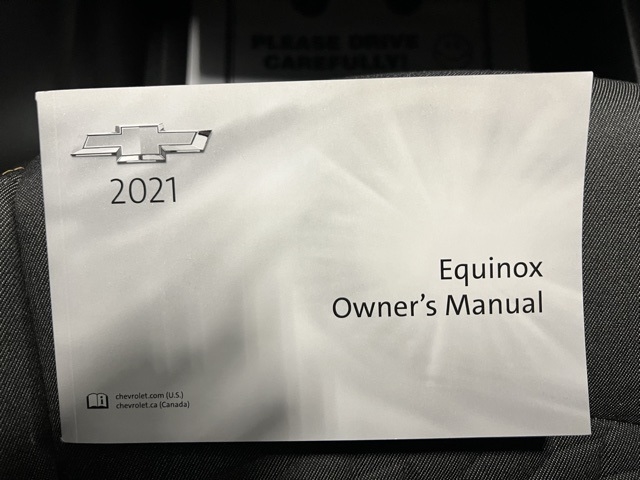 PLEASE DRIVE
CAREFULLY!
2021
Equinox
Owner's Manual
chevrolet.com (U.S.)
chevrolet.ca (Canada)